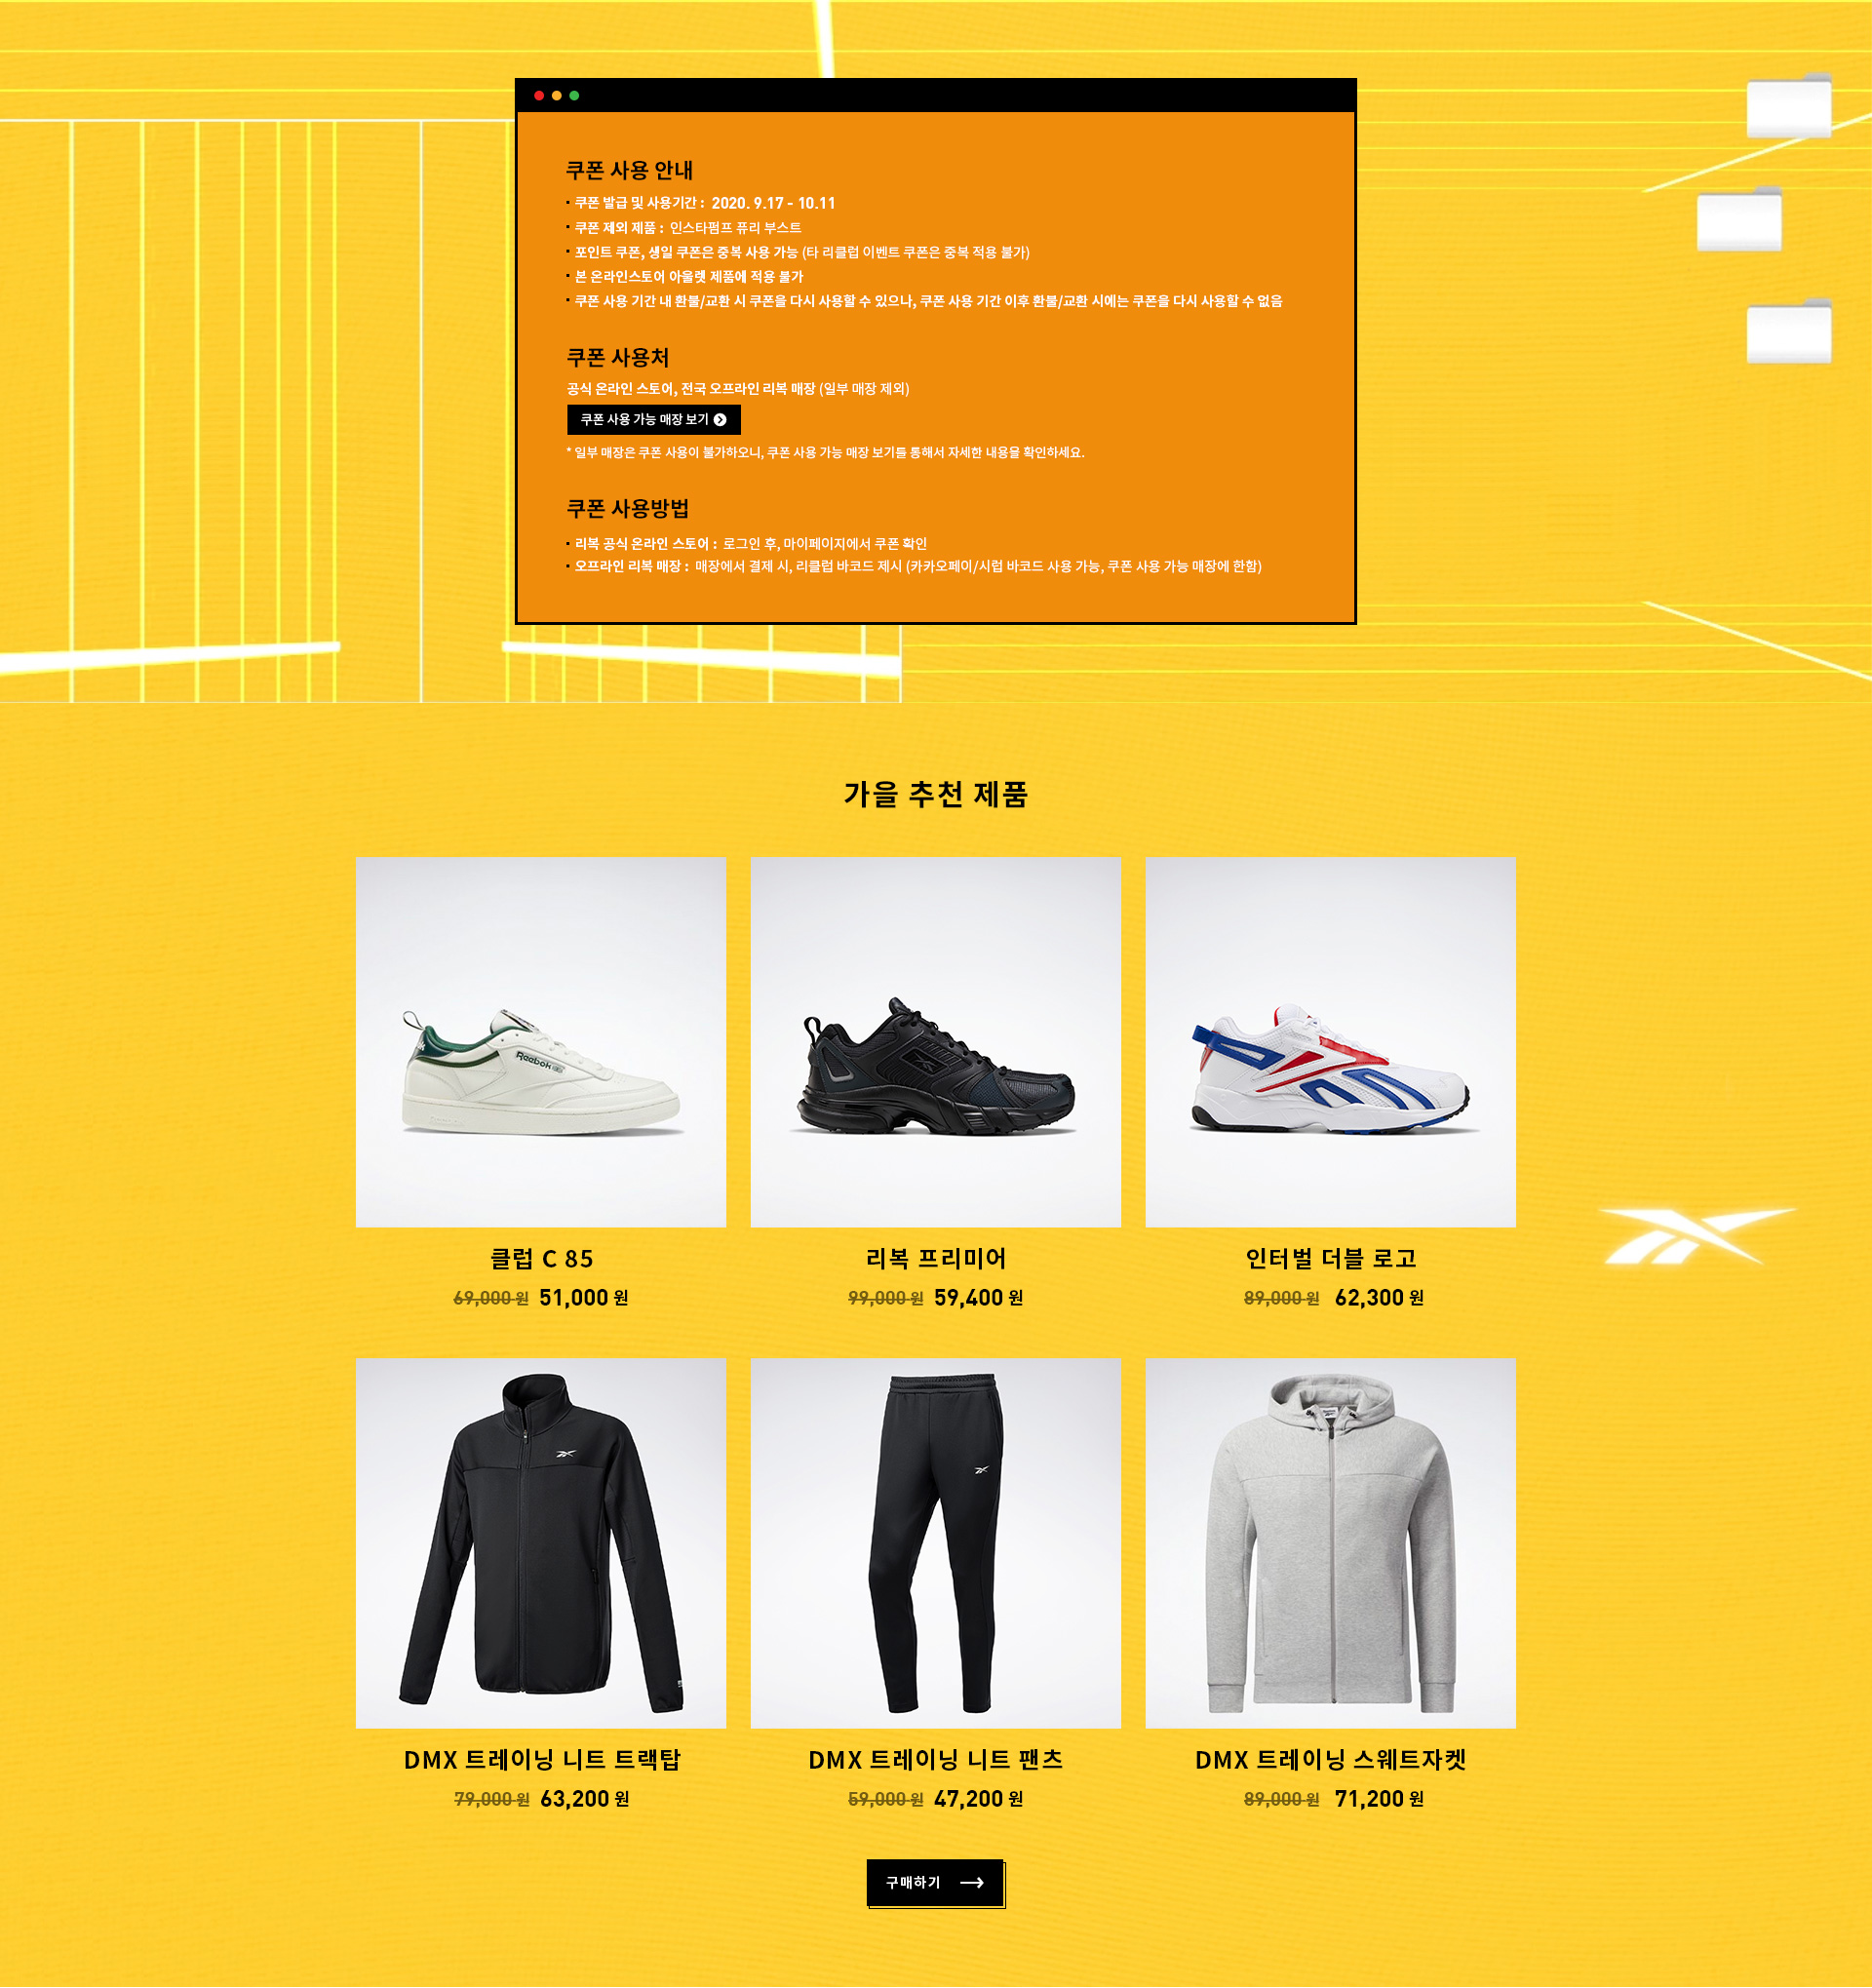 쿠폰 사용 안내
쿠폰 발급 및 사용기간 : 2020. 9.17 - 10.11
쿠폰 제외 제품 : 인스타펌프 퓨리 부스트
포인트 쿠폰, 생일 쿠폰은 중복 사용 가능 (타 리클럽 이벤트 쿠폰은 중복 적용 불가)
본 온라인스토어 아울렛 제품에 적용 불가
쿠폰 사용 기간 내 환불/교환 시 쿠폰을 다시 사용할 수 있으나, 쿠폰 사용 기간 이후 환불/교환 시에는 쿠폰을 다시 사용할 수 없음
쿠폰 사용처
공식 온라인 스토어, 전국 오프라인 리복 매장 (일부 매장 제외)
쿠폰 사용 가능 매장 보기
* 일부 매장은 쿠폰 사용이 불가하오니, 쿠폰 사용 가능 매장 보기를 통해서 자세한 내용을 확인하세요.
쿠폰 사용방법
리복 공식 온라인 스토어 : 로그인 후, 마이페이지에서 쿠폰 확인
오프라인 리복 매장 : 매장에서 결제 시, 리클럽 바코드 제시 (카카오페이/시럽 바코드 사용 가능, 쿠폰 사용 가능 매장에 한함)
가을 추천 제품
Reebok
클럽 C 85
69,000 원 51,000 원
리복 프리미어
99,000 원 59,400 원
인터벌 더블 로고
89,000 원 62,300 원
DMX 트레이닝 니트 트랙탑
79,000 원 63,200 원
DMX 트레이닝 니트 팬츠
59,000 원 47,200 원
DMX 트레이닝 스웨트자켓
89,000 원 71,200 원
구매하기